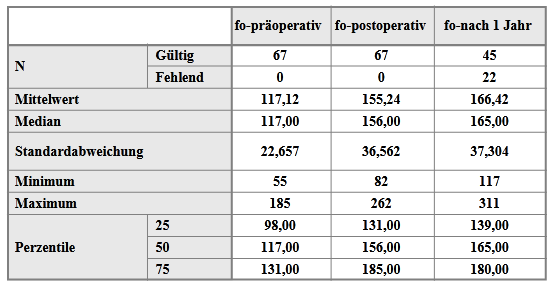 fo-präoperativ fo-postoperativ fo-nach 1 Jahr
N Gültig 67 67 45
Fehlend 0 0 22
Mittelwert 117,12 155,24 166,42
Median 117,00 156,00 165,00
Standardabweichung 22,657 36,562 37,304
Minimum 55 82 117
Maximum 185 262 311
Perzentile 25 98,00 131,00 139,00
50 117,00 156,00 165,00
75 131,00 185,00 180,00